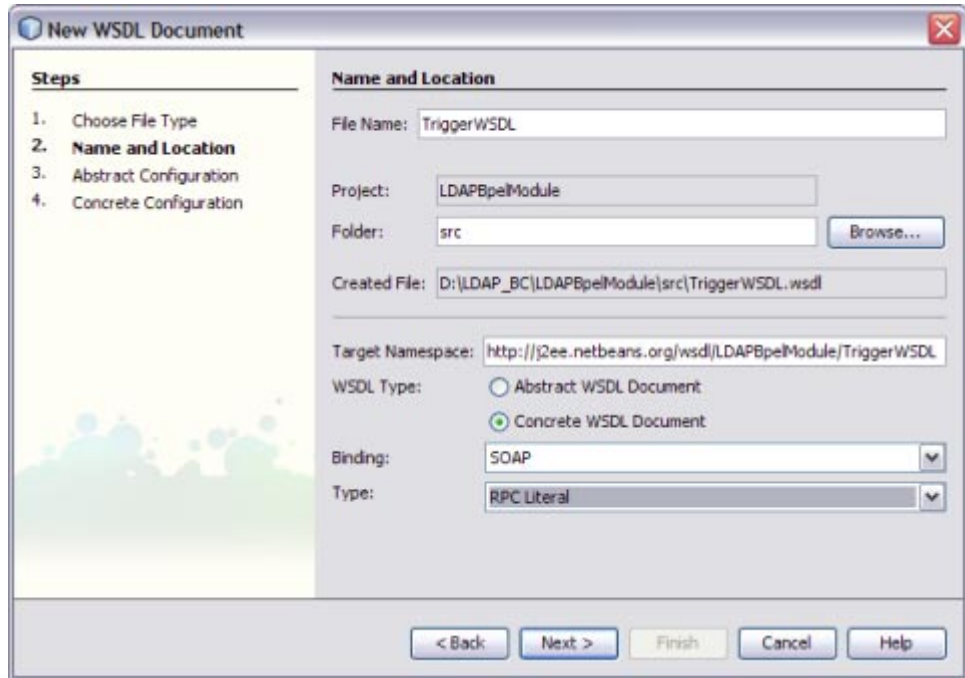 New WSDL Document
Steps
1. Choose File Type
2. Name and Location
3. Abstract Configuration
4. Concrete Configuration
Name and Location
File Name: TriggerWSDL
Project: LDAPBpelModule
Folder: src Browse...
Created File: D:\LDAP_BC\LDAPBpelModule\src\TriggerWSDL.wsdl
Target Namespace: http://j2ee.netbeans.org/wsdl/LDAPBpelModule/TriggerWSDL
WSDL Type: Abstract WSDL Document
Concrete WSDL Document
Binding: SOAP
Type: RPC Literal
< Back Next > Finish Cancel Help